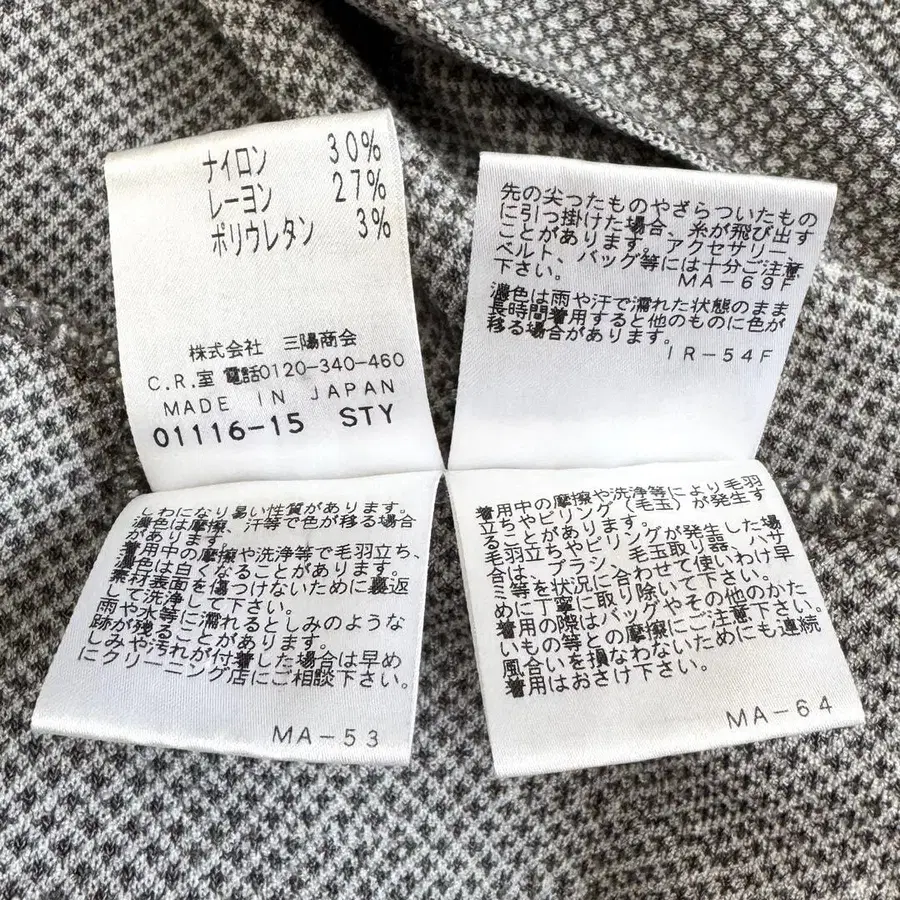 ナイロン 30%
レーヨン 27%
ポリウレタン 3%
株式会社 三陽商会
C.R.室 電話0120-340-460
MADE IN JAPAN
01116-15 STY
先の尖ったものやざらついたもの
に引っ掛けた場合、糸が飛び出す
ことがあります。アクセサリー、
ベルト、バッグ等には十分ご注意
下さい。
MA-69F
濃色は雨や汗で濡れた状態のまま
長時間着用すると他のものに色が
移る場合があります。
IR-54F
しわになり易い性質があります。
濃色は摩擦、汗等で色が移る場合
があります。
着用中の摩擦や洗浄等で毛羽立ち、
濃色は白くなることがあります。
素材表面を傷つけないために裏返
して洗浄して下さい。
雨や水等に濡れるとしみのような
跡が残ることがあります。
しみや汚れが付着した場合は早め
にクリーニング店にご相談下さい。
MA-53
着用中の摩擦や洗浄等により毛羽
立ちやピリング（毛玉）が発生す
ることがあります。
毛羽立ちやピリングが発生した場
合は、ブラシ、毛玉取り器、ハサ
ミ等を状況に合わせて使いわけ早
めに丁寧に取り除いて下さい。
着用の際はバッグやその他のかた
いもの等との摩擦にご注意下さい。
風合いを損なわないためにも連続
着用はおさけ下さい。
MA-64